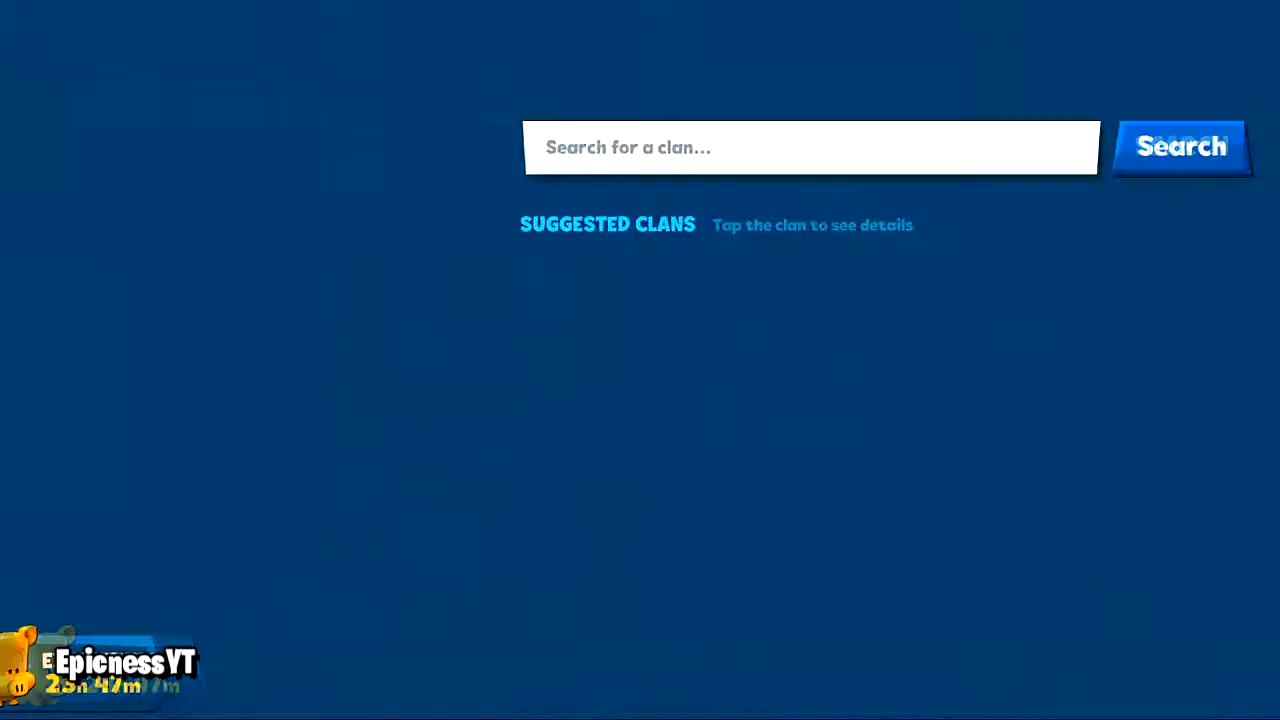 Search for a clan...
Search
SUGGESTED CLANS Tap the clan to see details
EpicnessYT